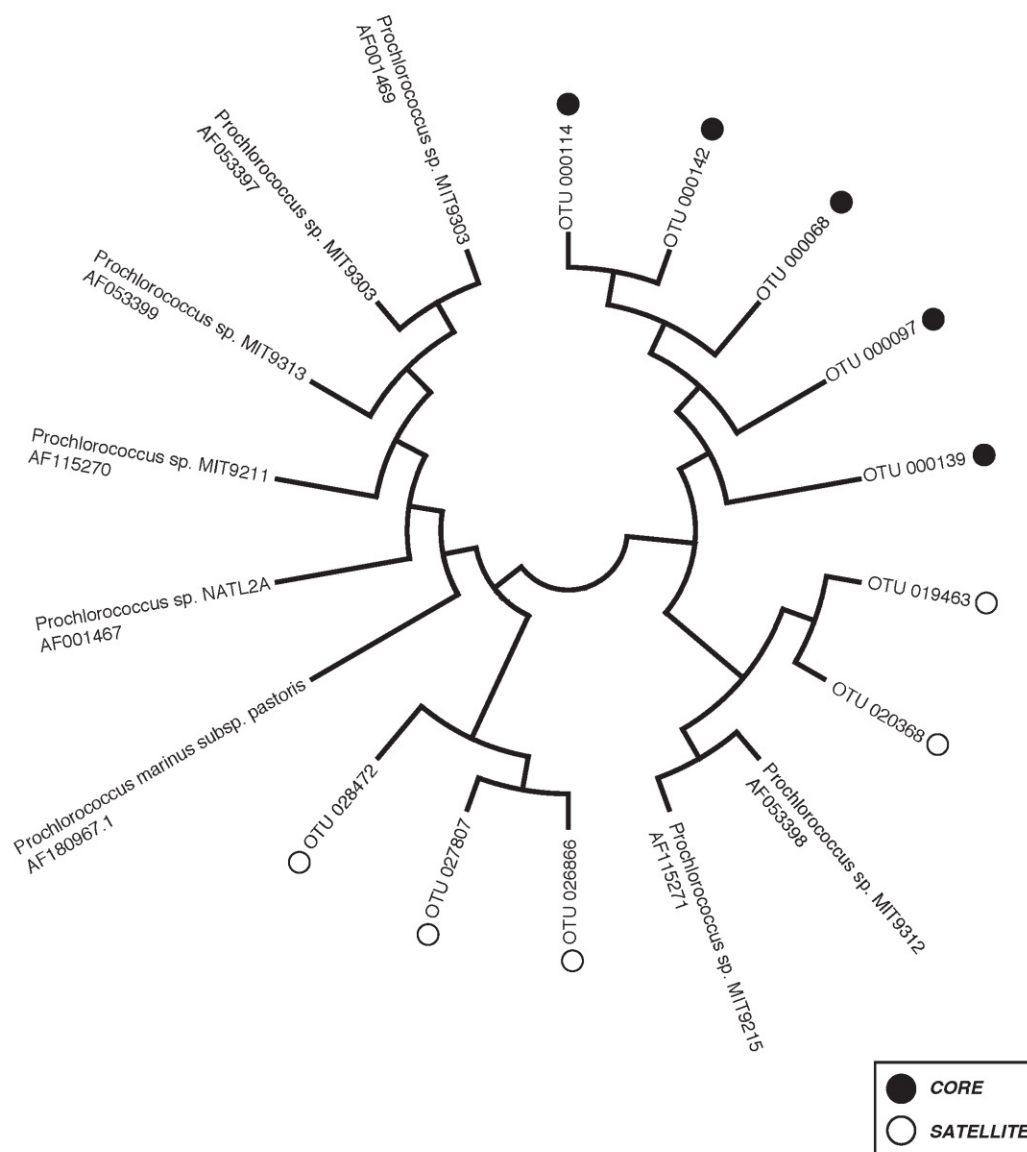 Prochlorococcus sp. MIT9303
AF001469
Prochlorococcus sp. MIT9303
AF053397
Prochlorococcus sp. MIT9313
AF053399
Prochlorococcus sp. MIT9211
AF115270
Prochlorococcus sp. NATL2A
AF001467
Prochlorococcus marinus subsp. pastoris
AF180967.1
OTU 028472
OTU 027807
OTU 026866
Prochlorococcus sp. MIT9215
AF115271
Prochlorococcus sp. MIT9312
AF053398
OTU 020368
OTU 019463
OTU 000139
OTU 000097
OTU 000068
OTU 000142
OTU 000114
CORE
SATELLITE